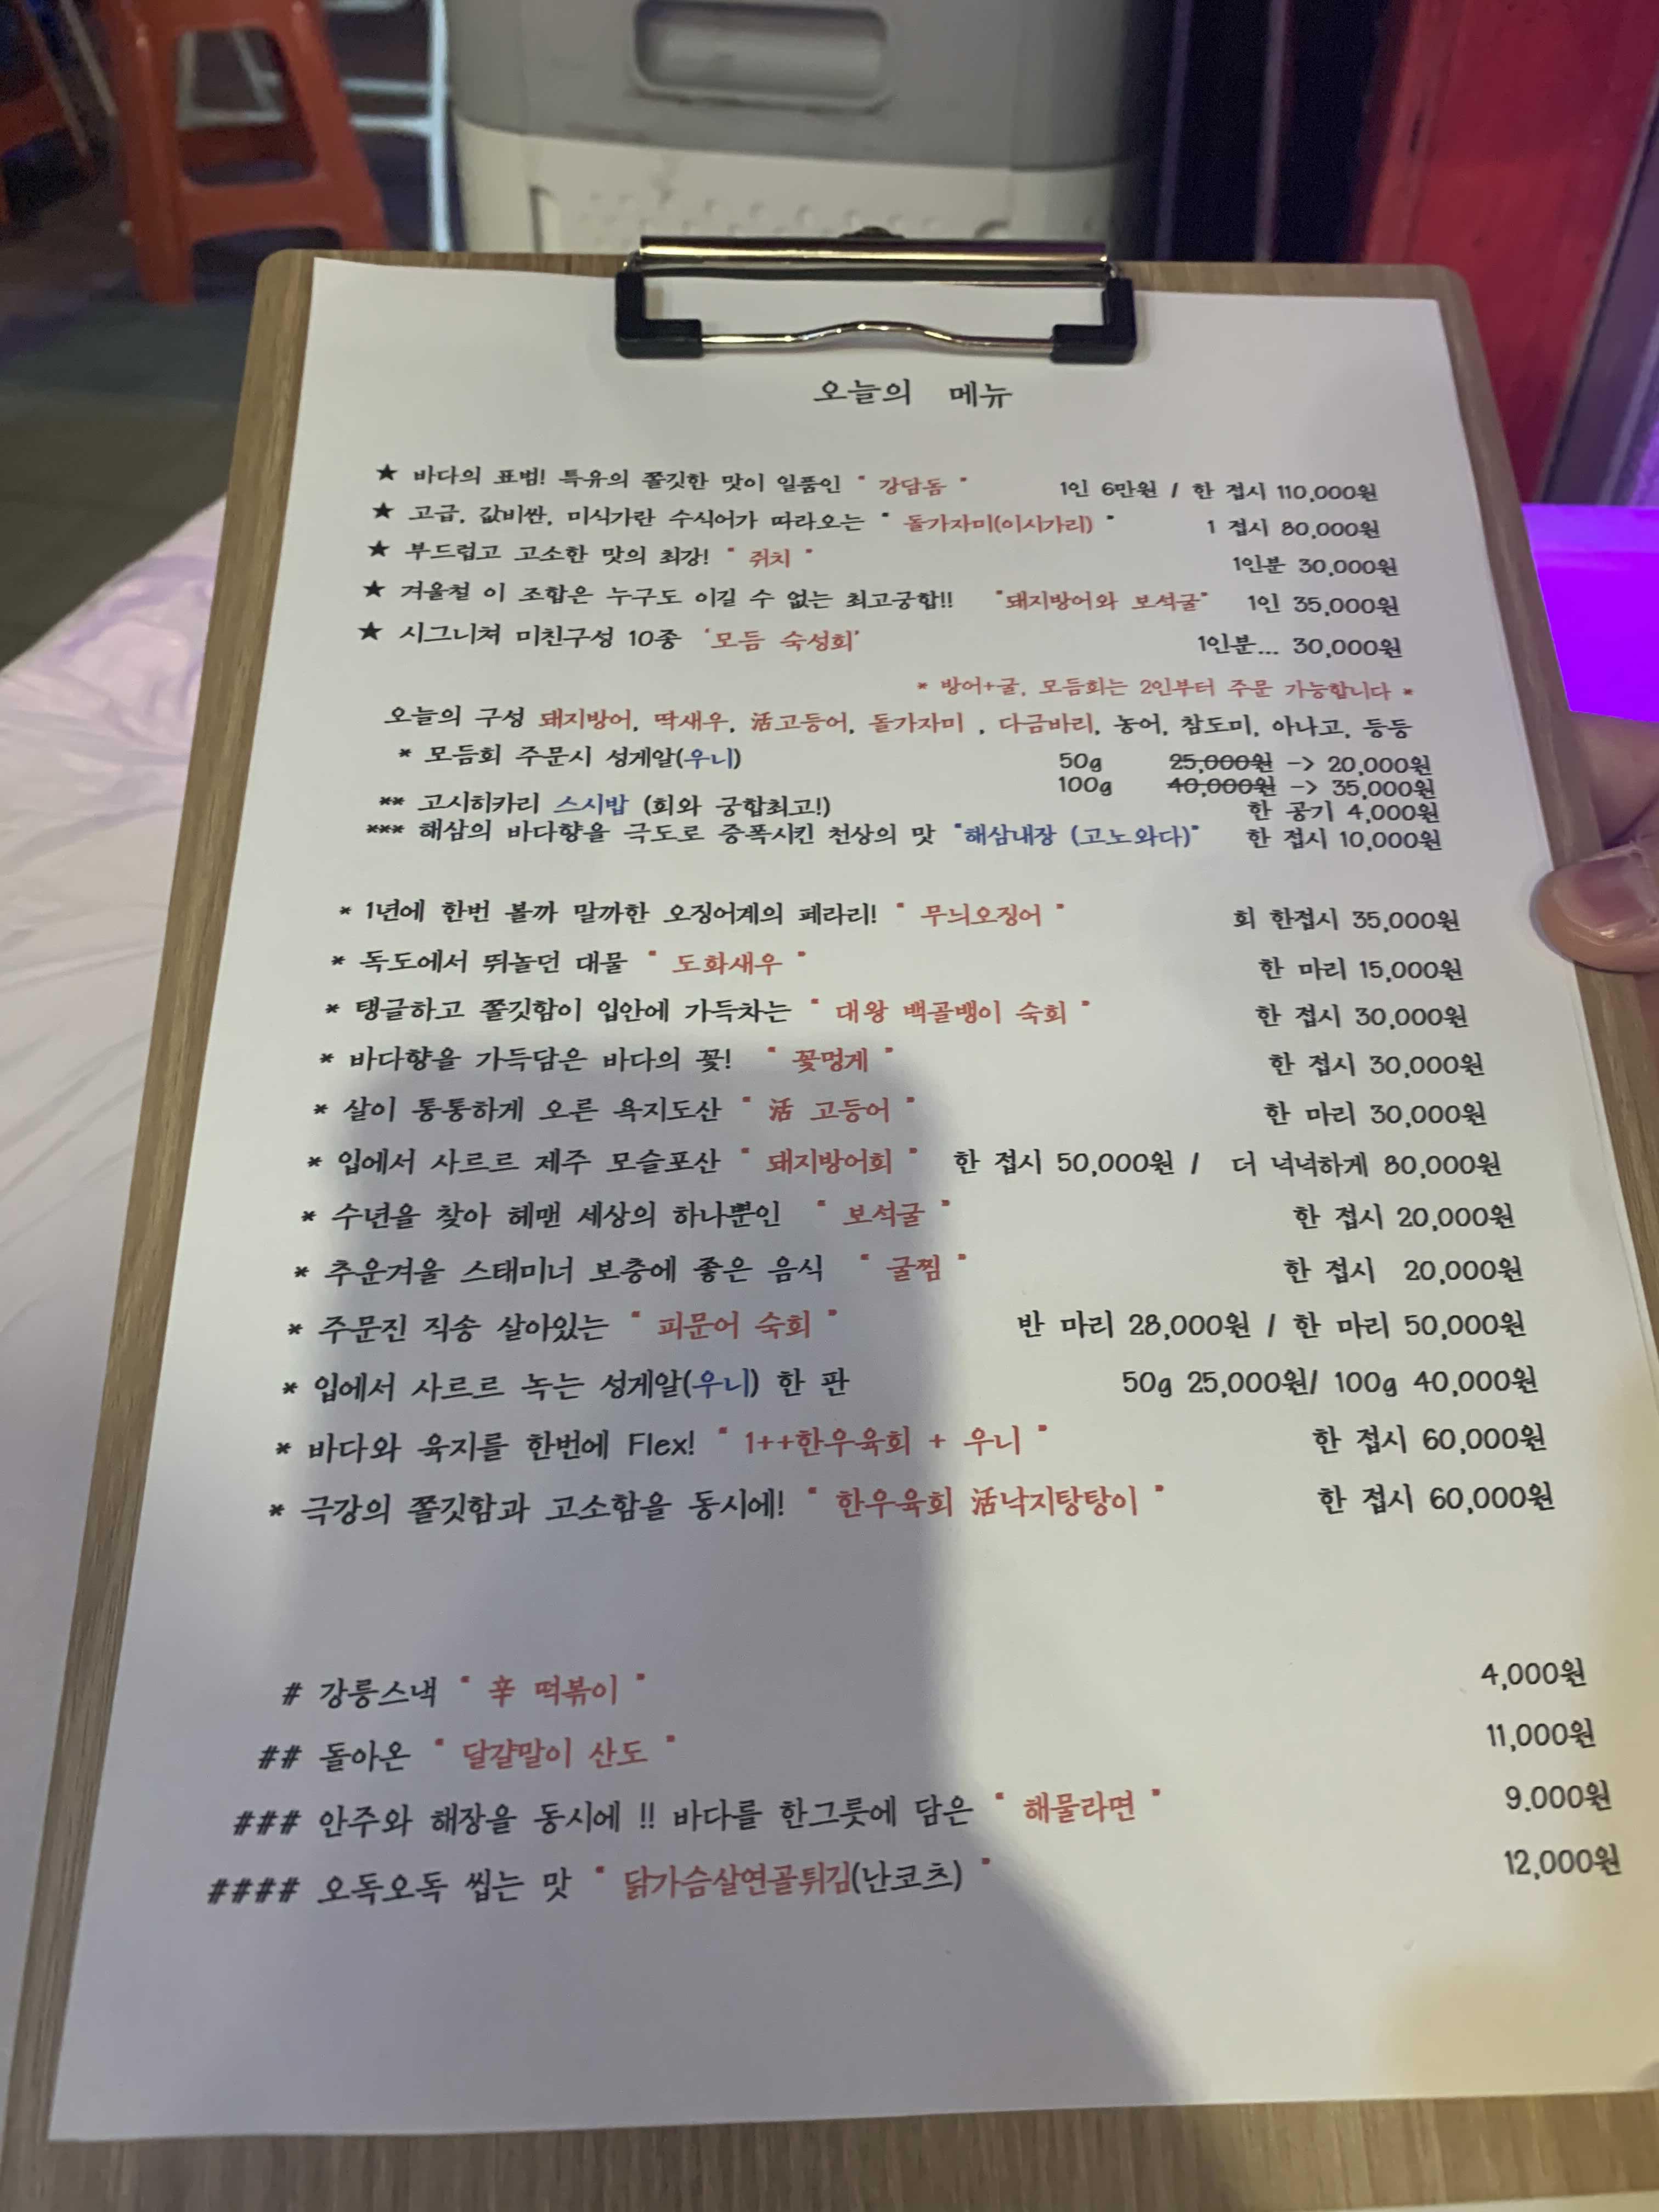 오늘의 메뉴
★ 바다의 표범! 특유의 쫄깃한 맛이 일품인 " 강담돔 " 1인 6만원 / 한 접시 110,000원
★ 고급, 값비싼, 미식가란 수식어가 따라오는 " 돌가자미(이시가리) " 1 접시 80,000원
★ 부드럽고 고소한 맛의 최강! " 쥐치 " 1인분 30,000원
★ 겨울철 이 조합은 누구도 이길 수 없는 최고궁합!! "돼지방어와 보석굴" 1인 35,000원
★ 시그니쳐 미친구성 10종 '모듬 숙성회' 1인분... 30,000원
* 방어+굴, 모듬회는 2인부터 주문 가능합니다 *
오늘의 구성 돼지방어, 딱새우, 活고등어, 돌가자미 , 다금바리, 농어, 참도미, 아나고, 등등
* 모듬회 주문시 성게알(우니) 50g 25,000원 -> 20,000원
100g 40,000원 -> 35,000원
** 고시히카리 스시밥 (회와 궁합최고!) 한 공기 4,000원
*** 해삼의 바다향을 극도로 증폭시킨 천상의 맛 "해삼내장 (고노와다)" 한 접시 10,000원
* 1년에 한번 볼까 말까한 오징어계의 페라리! " 무늬오징어 " 회 한접시 35,000원
* 독도에서 뛰놀던 대물 " 도화새우 " 한 마리 15,000원
* 탱글하고 쫄깃함이 입안에 가득차는 " 대왕 백골뱅이 숙회 " 한 접시 30,000원
* 바다향을 가득담은 바다의 꽃! " 꽃멍게 " 한 접시 30,000원
* 살이 통통하게 오른 욕지도산 " 活 고등어 " 한 마리 30,000원
* 입에서 사르르 제주 모슬포산 " 돼지방어회 " 한 접시 50,000원 / 더 넉넉하게 80,000원
* 수년을 찾아 헤맨 세상의 하나뿐인 " 보석굴 " 한 접시 20,000원
* 추운겨울 스태미너 보충에 좋은 음식 " 굴찜 " 한 접시 20,000원
* 주문진 직송 살아있는 " 피문어 숙회 " 반 마리 28,000원 / 한 마리 50,000원
* 입에서 사르르 녹는 성게알(우니) 한 판 50g 25,000원/ 100g 40,000원
* 바다와 육지를 한번에 Flex! " 1++한우육회 + 우니 " 한 접시 60,000원
* 극강의 쫄깃함과 고소함을 동시에! " 한우육회 活낙지탕탕이 " 한 접시 60,000원
# 강릉스낵 " 辛 떡볶이 " 4,000원
## 돌아온 " 달걀말이 산도 " 11,000원
### 안주와 해장을 동시에 !! 바다를 한그릇에 담은 " 해물라면 " 9.000원
#### 오독오독 씹는 맛 " 닭가슴살연골튀김(난코츠) " 12,000원